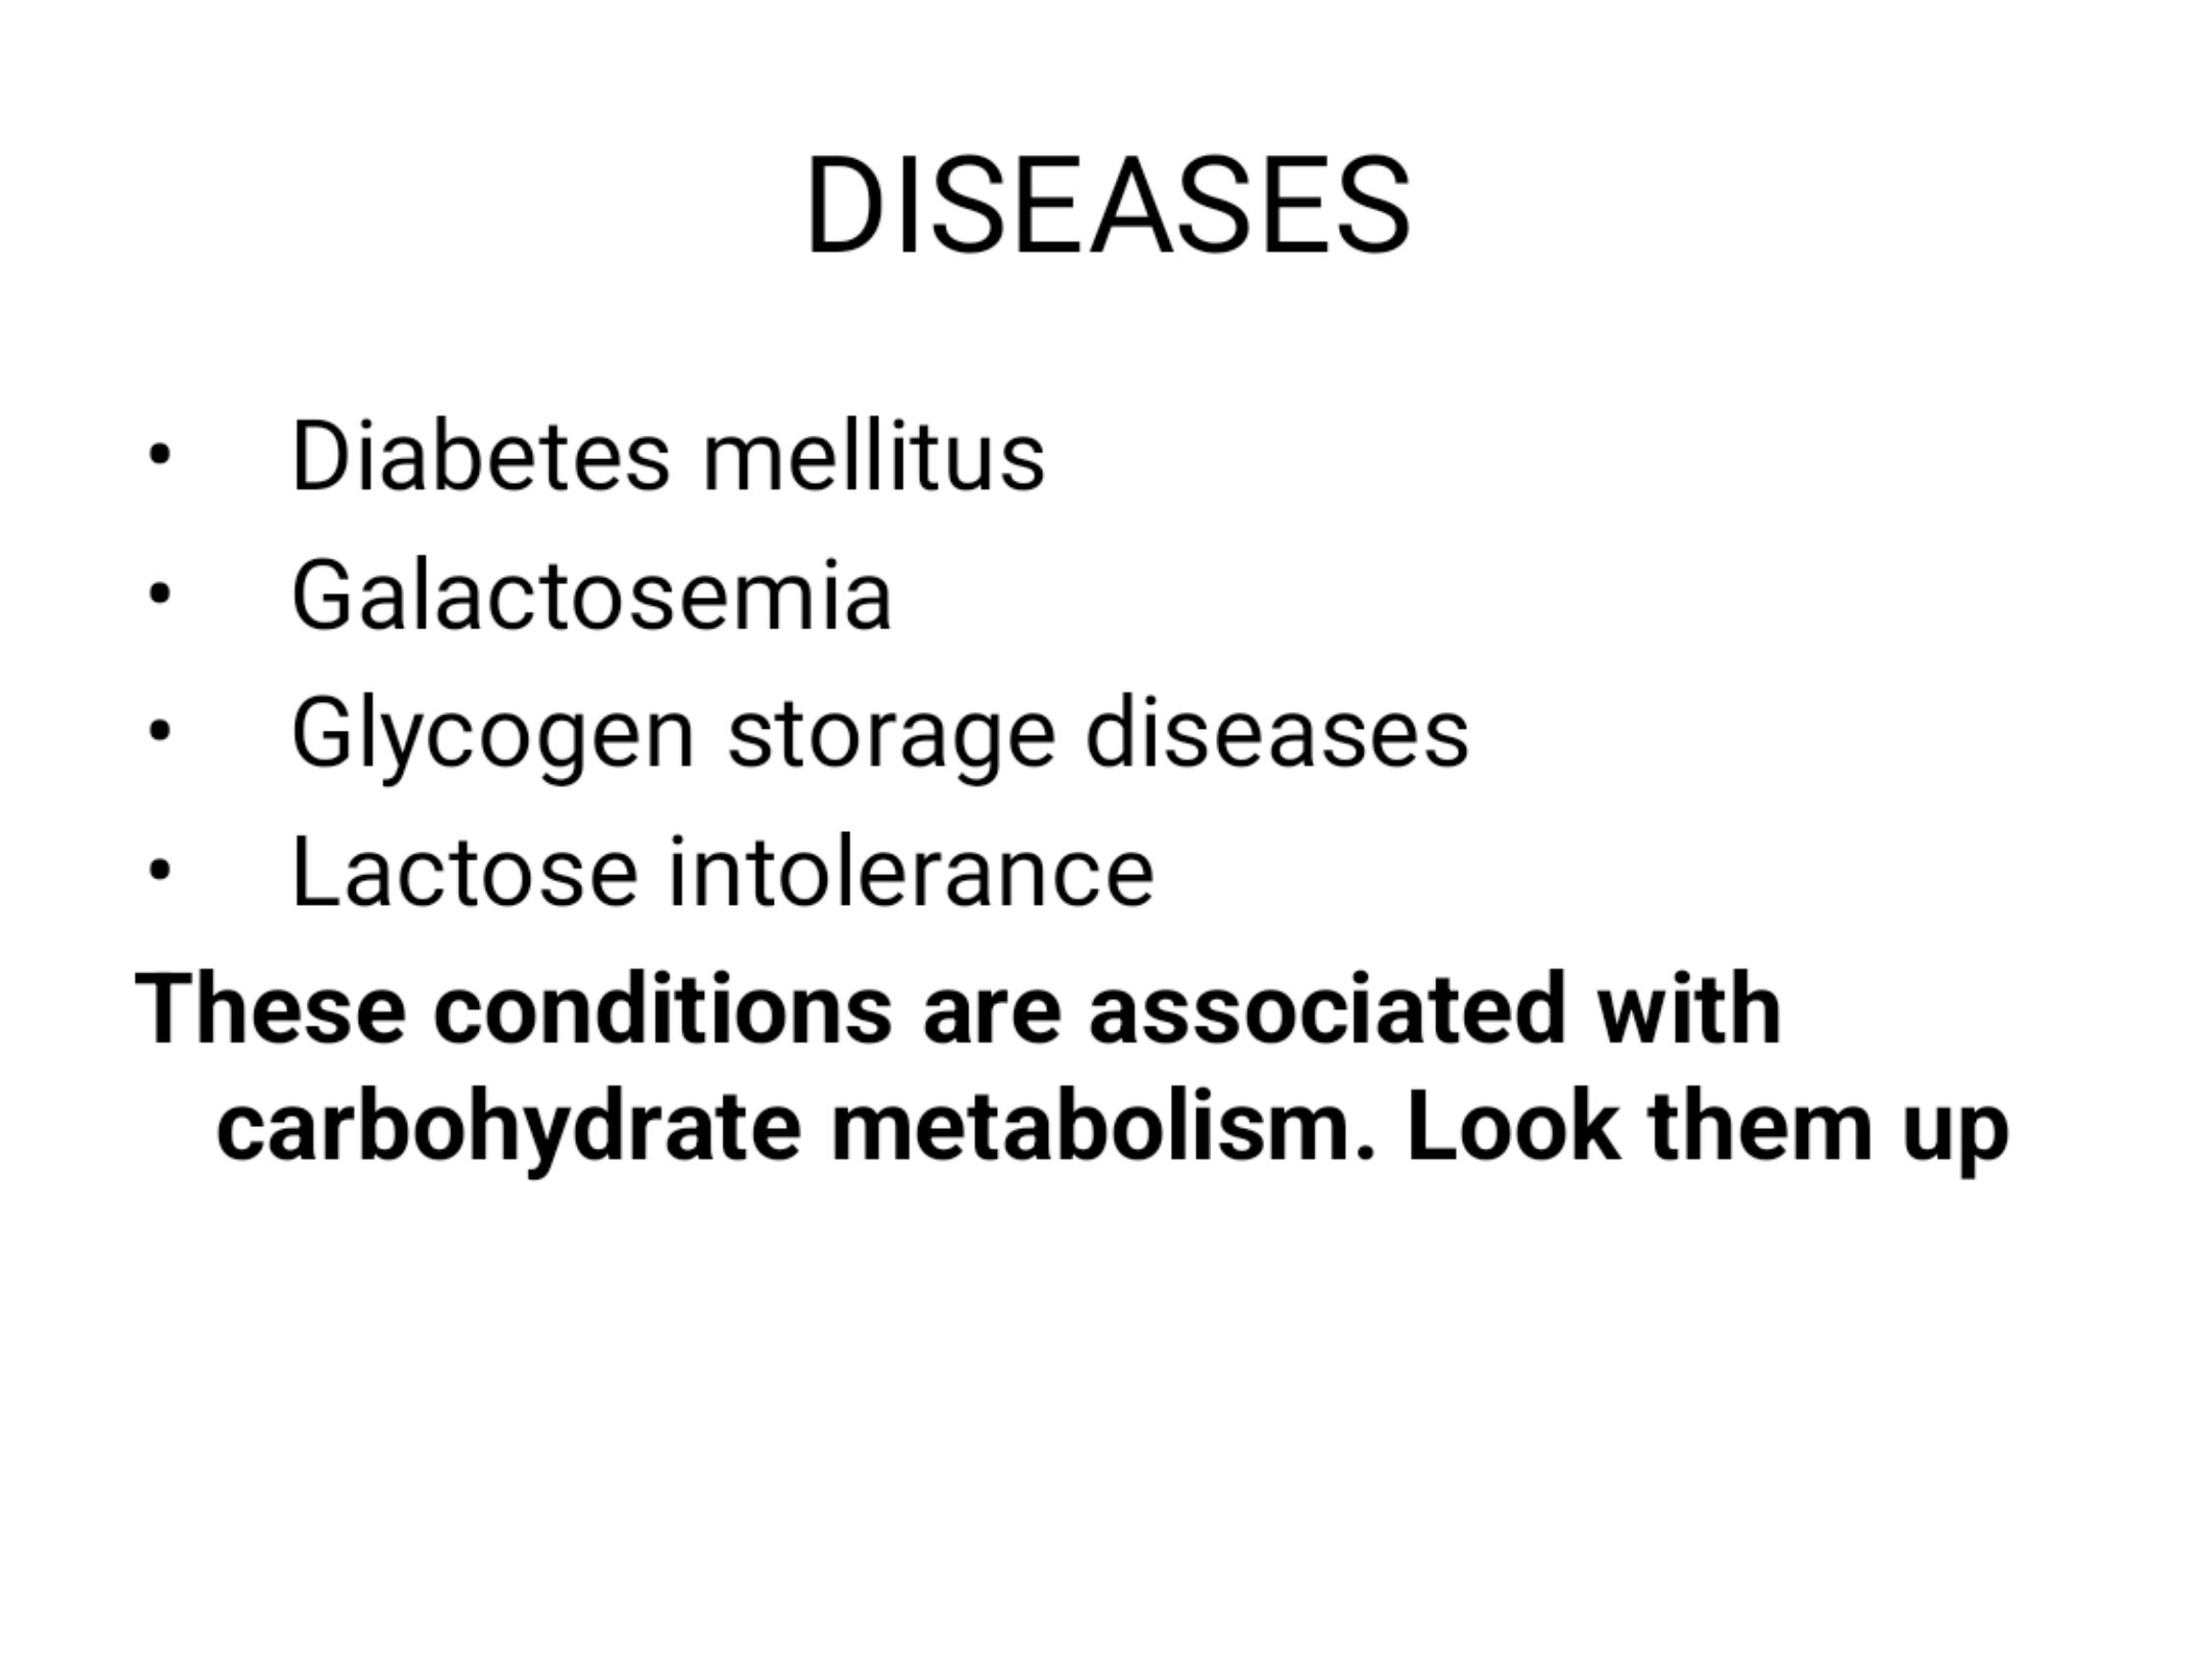 DISEASES
• Diabetes mellitus
• Galactosemia
• Glycogen storage diseases
• Lactose intolerance
These conditions are associated with
carbohydrate metabolism. Look them up